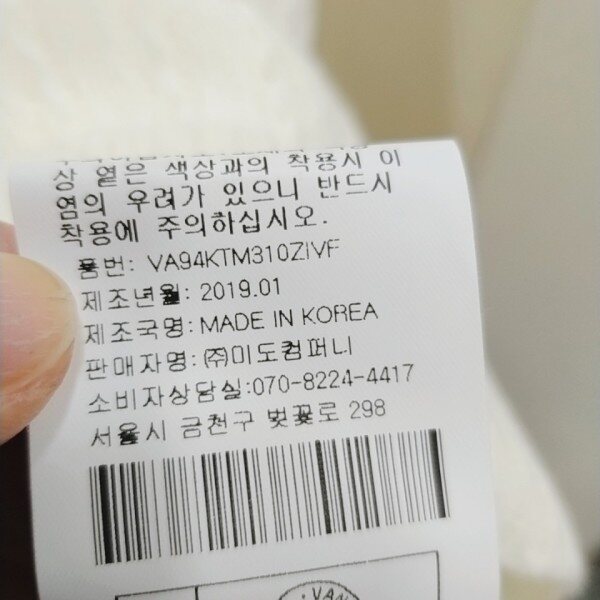 상 옅은 색상과의 착용시 이
염의 우려가 있으니 반드시
착용에 주의하십시오.
품번: VA94KTM310ZIVF
제조년월: 2019.01
제조국명: MADE IN KOREA
판매자명: ㈜미도컴퍼니
소비자상담실:070-8224-4417
서울시 금천구 벚꽃로 298
VAN